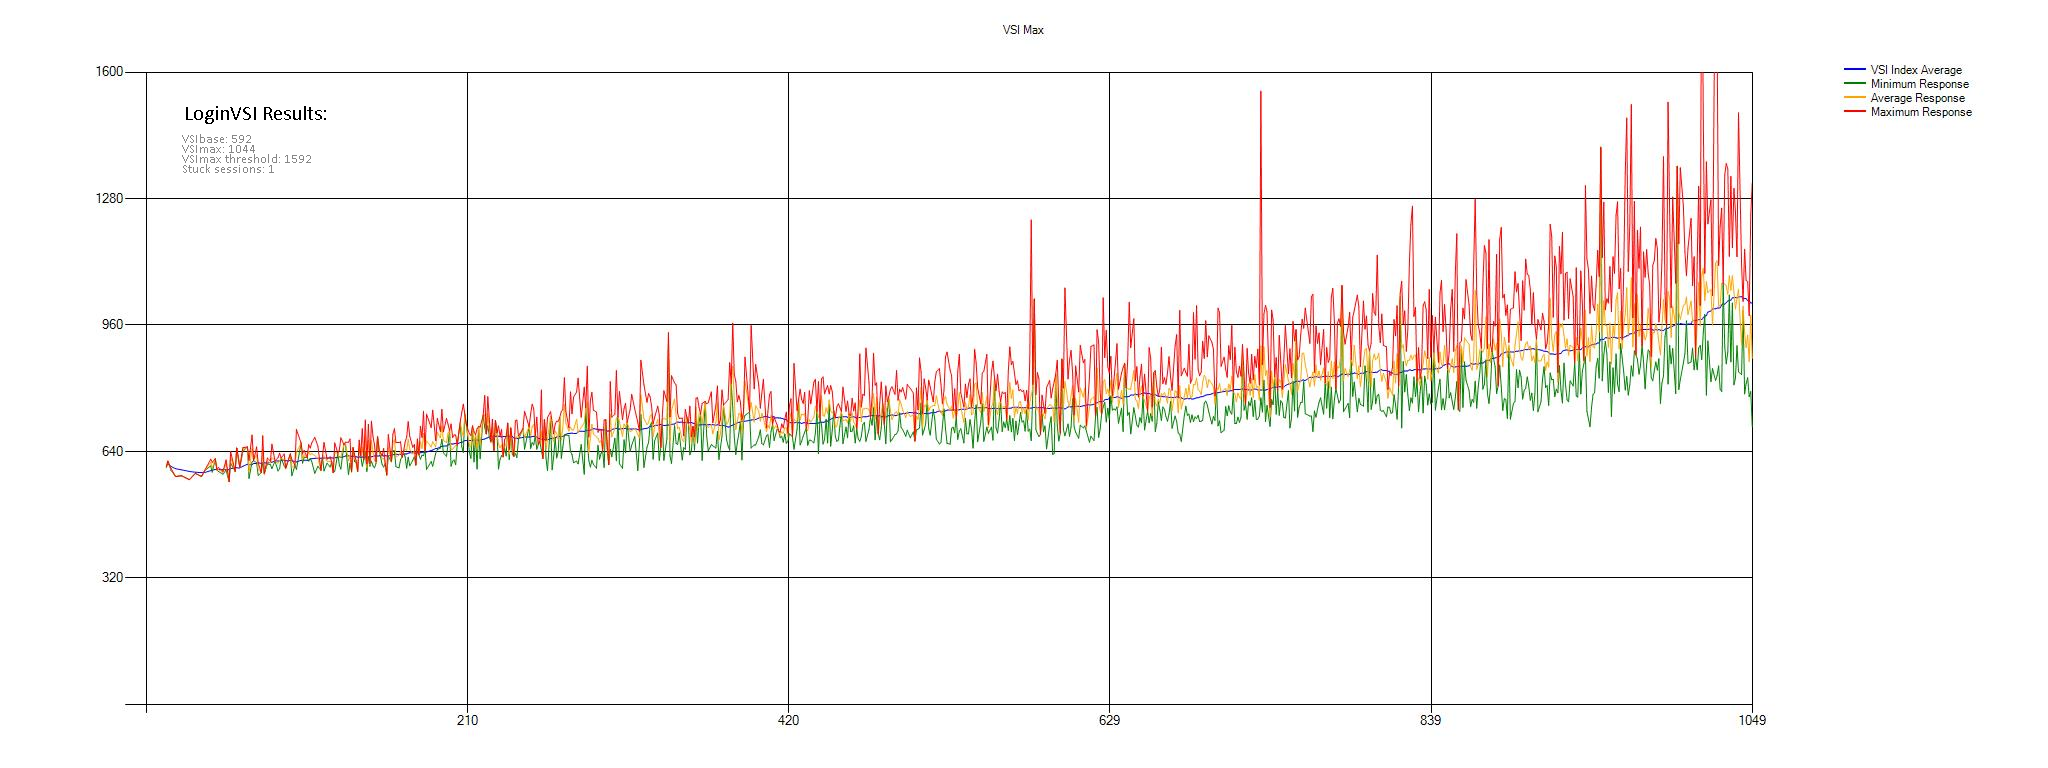 VSI Max
1600
1280
960
640
320
LoginVSI Results:
VSIbase: 592
VSImax: 1044
VSImax threshold: 1592
Stuck sessions: 1
VSI Index Average
Minimum Response
Average Response
Maximum Response
210
420
629
839
1049